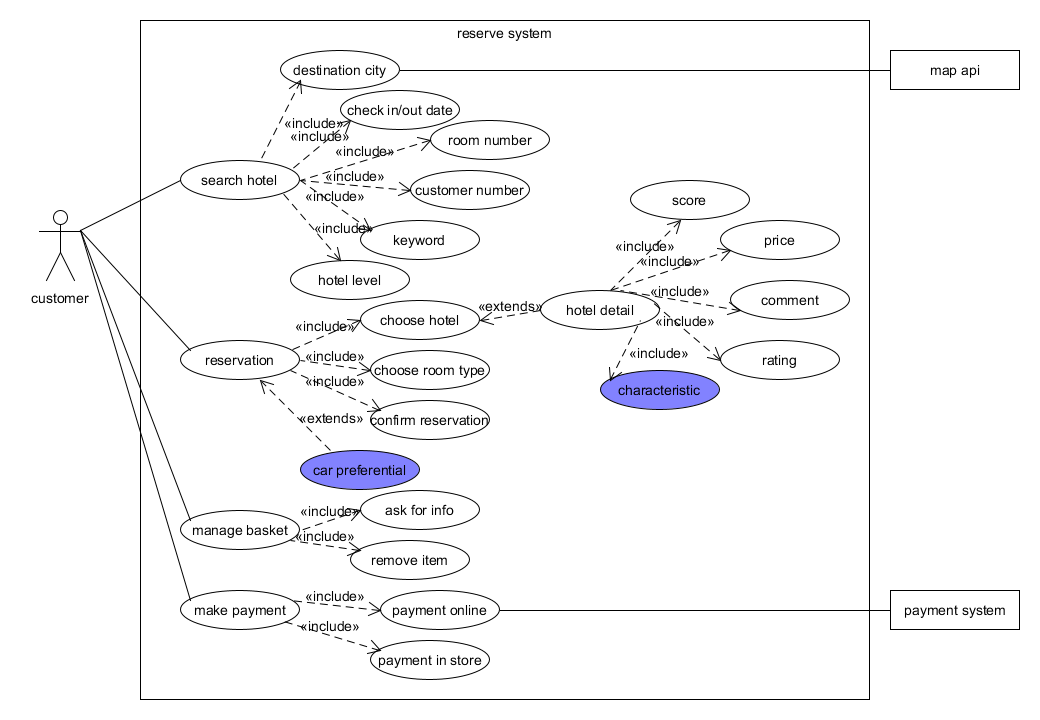 reserve system
destination city
map api
check in/out date
«include»
«include»
room number
«include»
search hotel
«include»
customer number
«include»
score
«include»
keyword
price
«include»
«include»
hotel level
customer
«include»
comment
«extends»
hotel detail
choose hotel
«include»
«include»
reservation
«include»
choose room type
«include»
rating
«include»
characteristic
«extends»
confirm reservation
car preferential
«include»
ask for info
manage basket
«include»
remove item
«include»
make payment
payment online
payment system
«include»
payment in store